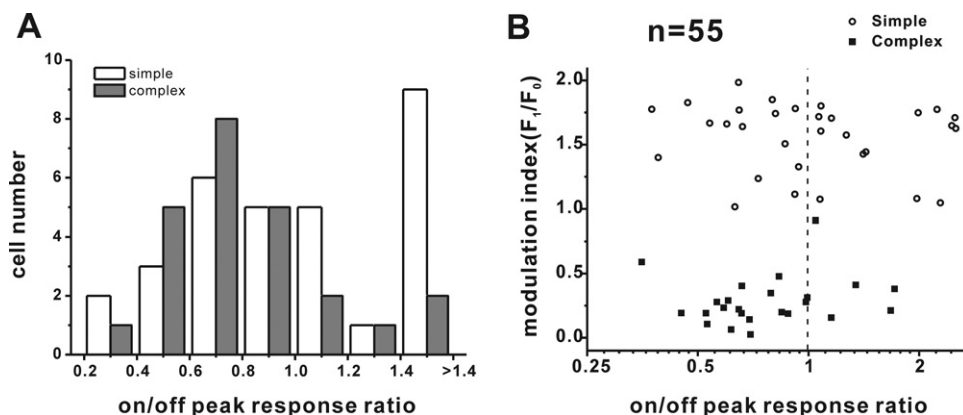 A
simple
complex
10
8
6
4
2
0
cell number
0.2 0.4 0.6 0.8 1.0 1.2 1.4 >1.4
on/off peak response ratio
B
n=55
Simple
Complex
2.0
1.5
1.0
0.5
0.0
modulation index(F1/F0)
0.25 0.5 1 2
on/off peak response ratio